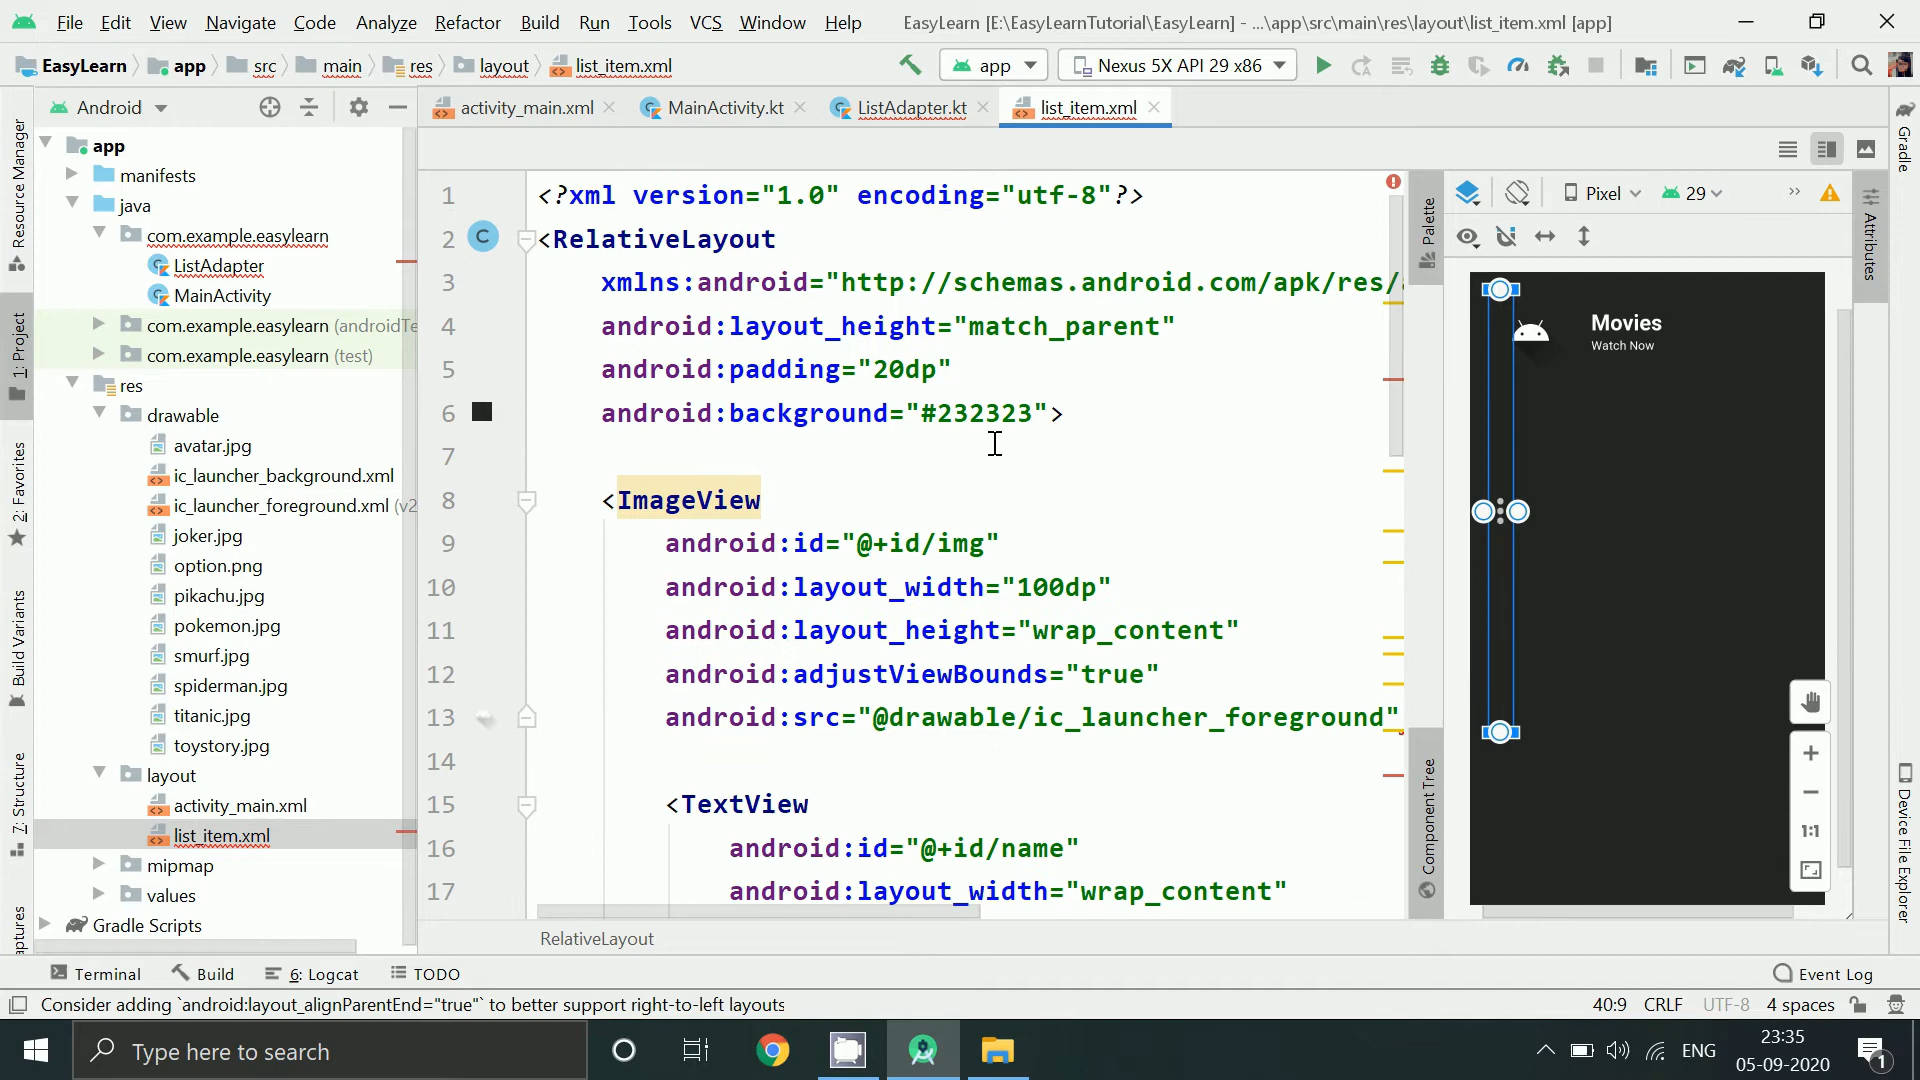 File Edit View Navigate Code Analyze Refactor Build Run Tools VCS Window Help EasyLearn [E:\EasyLearnTutorial\EasyLearn] - ...\app\src\main\res\layout\list_item.xml [app]
EasyLearn app src main res layout list_item.xml app Nexus 5X API 29 x86
Android activity_main.xml MainActivity.kt ListAdapter.kt list_item.xml
app
manifests
java
com.example.easylearn
ListAdapter
MainActivity
com.example.easylearn (androidTe
com.example.easylearn (test)
res
drawable
avatar.jpg
ic_launcher_background.xml
ic_launcher_foreground.xml (v2
joker.jpg
option.png
pikachu.jpg
pokemon.jpg
smurf.jpg
spiderman.jpg
titanic.jpg
toystory.jpg
layout
activity_main.xml
list_item.xml
mipmap
values
Gradle Scripts
Resource Manager
1: Project
2: Favorites
Build Variants
7: Structure
aptures
1 <?xml version="1.0" encoding="utf-8"?>
2 C <RelativeLayout
3 xmlns:android="http://schemas.android.com/apk/res/
4 android:layout_height="match_parent"
5 android:padding="20dp"
6 android:background="#232323">
7
8 <ImageView
9 android:id="@+id/img"
10 android:layout_width="100dp"
11 android:layout_height="wrap_content"
12 android:adjustViewBounds="true"
13 android:src="@drawable/ic_launcher_foreground"
14
15 <TextView
16 android:id="@+id/name"
17 android:layout_width="wrap_content"
RelativeLayout
Palette
Component Tree
Pixel 29
Movies
Watch Now
1:1
Gradle
Attributes
Device File Explorer
Terminal Build 6: Logcat TODO Event Log
Consider adding `android:layout_alignParentEnd="true"` to better support right-to-left layouts 40:9 CRLF UTF-8 4 spaces
Type here to search ENG 23:35
05-09-2020 1